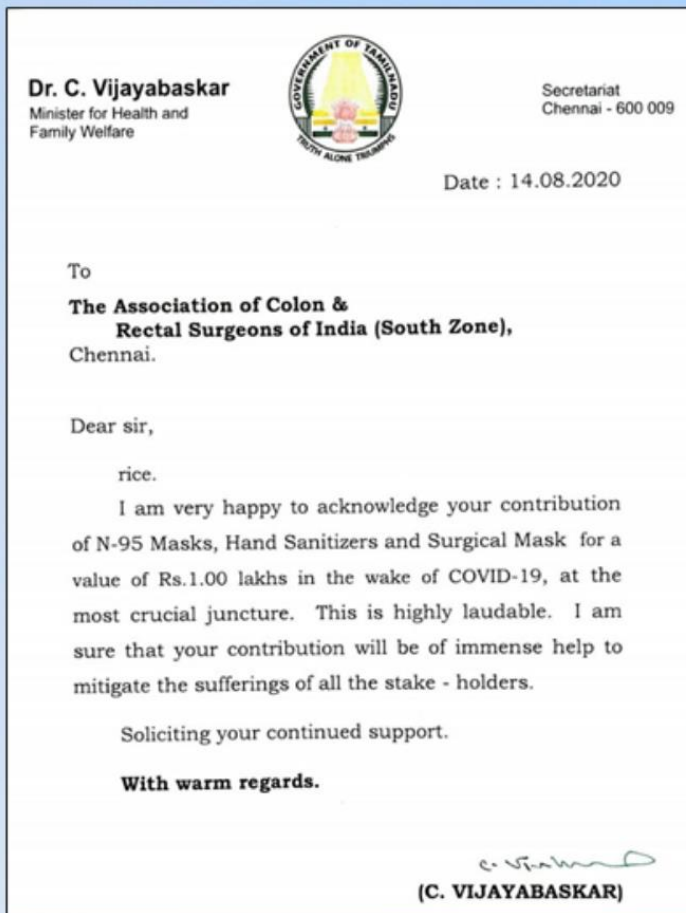 Dr. C. Vijayabaskar
Minister for Health and
Family Welfare
GOVERNMENT OF TAMILNADU
TRUTH ALONE TRIUMPHS
Secretariat
Chennai - 600 009
Date : 14.08.2020
To
The Association of Colon &
Rectal Surgeons of India (South Zone),
Chennai.
Dear sir,
rice.
I am very happy to acknowledge your contribution
of N-95 Masks, Hand Sanitizers and Surgical Mask for a
value of Rs.1.00 lakhs in the wake of COVID-19, at the
most crucial juncture. This is highly laudable. I am
sure that your contribution will be of immense help to
mitigate the sufferings of all the stake - holders.
Soliciting your continued support.
With warm regards.
(C. VIJAYABASKAR)